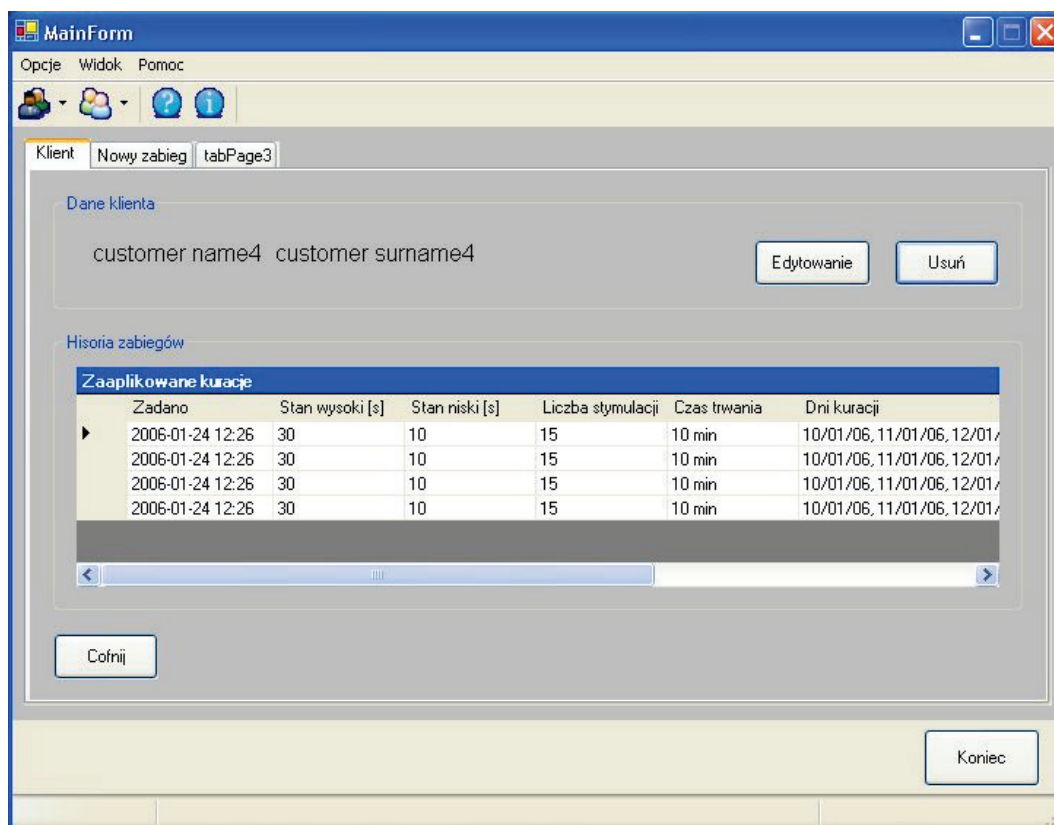 MainForm
Opcje Widok Pomoc
Klient Nowy zabieg tabPage3
Dane klienta
customer name4 customer surname4
Edytowanie Usuń
Hisoria zabiegów
Zaaplikowane kuracje
Zadano Stan wysoki [s] Stan niski [s] Liczba stymulacji Czas trwania Dni kuracji
2006-01-24 12:26 30 10 15 10 min 10/01/06, 11/01/06, 12/01/
2006-01-24 12:26 30 10 15 10 min 10/01/06, 11/01/06, 12/01/
2006-01-24 12:26 30 10 15 10 min 10/01/06, 11/01/06, 12/01/
2006-01-24 12:26 30 10 15 10 min 10/01/06, 11/01/06, 12/01/
Cofnij
Koniec